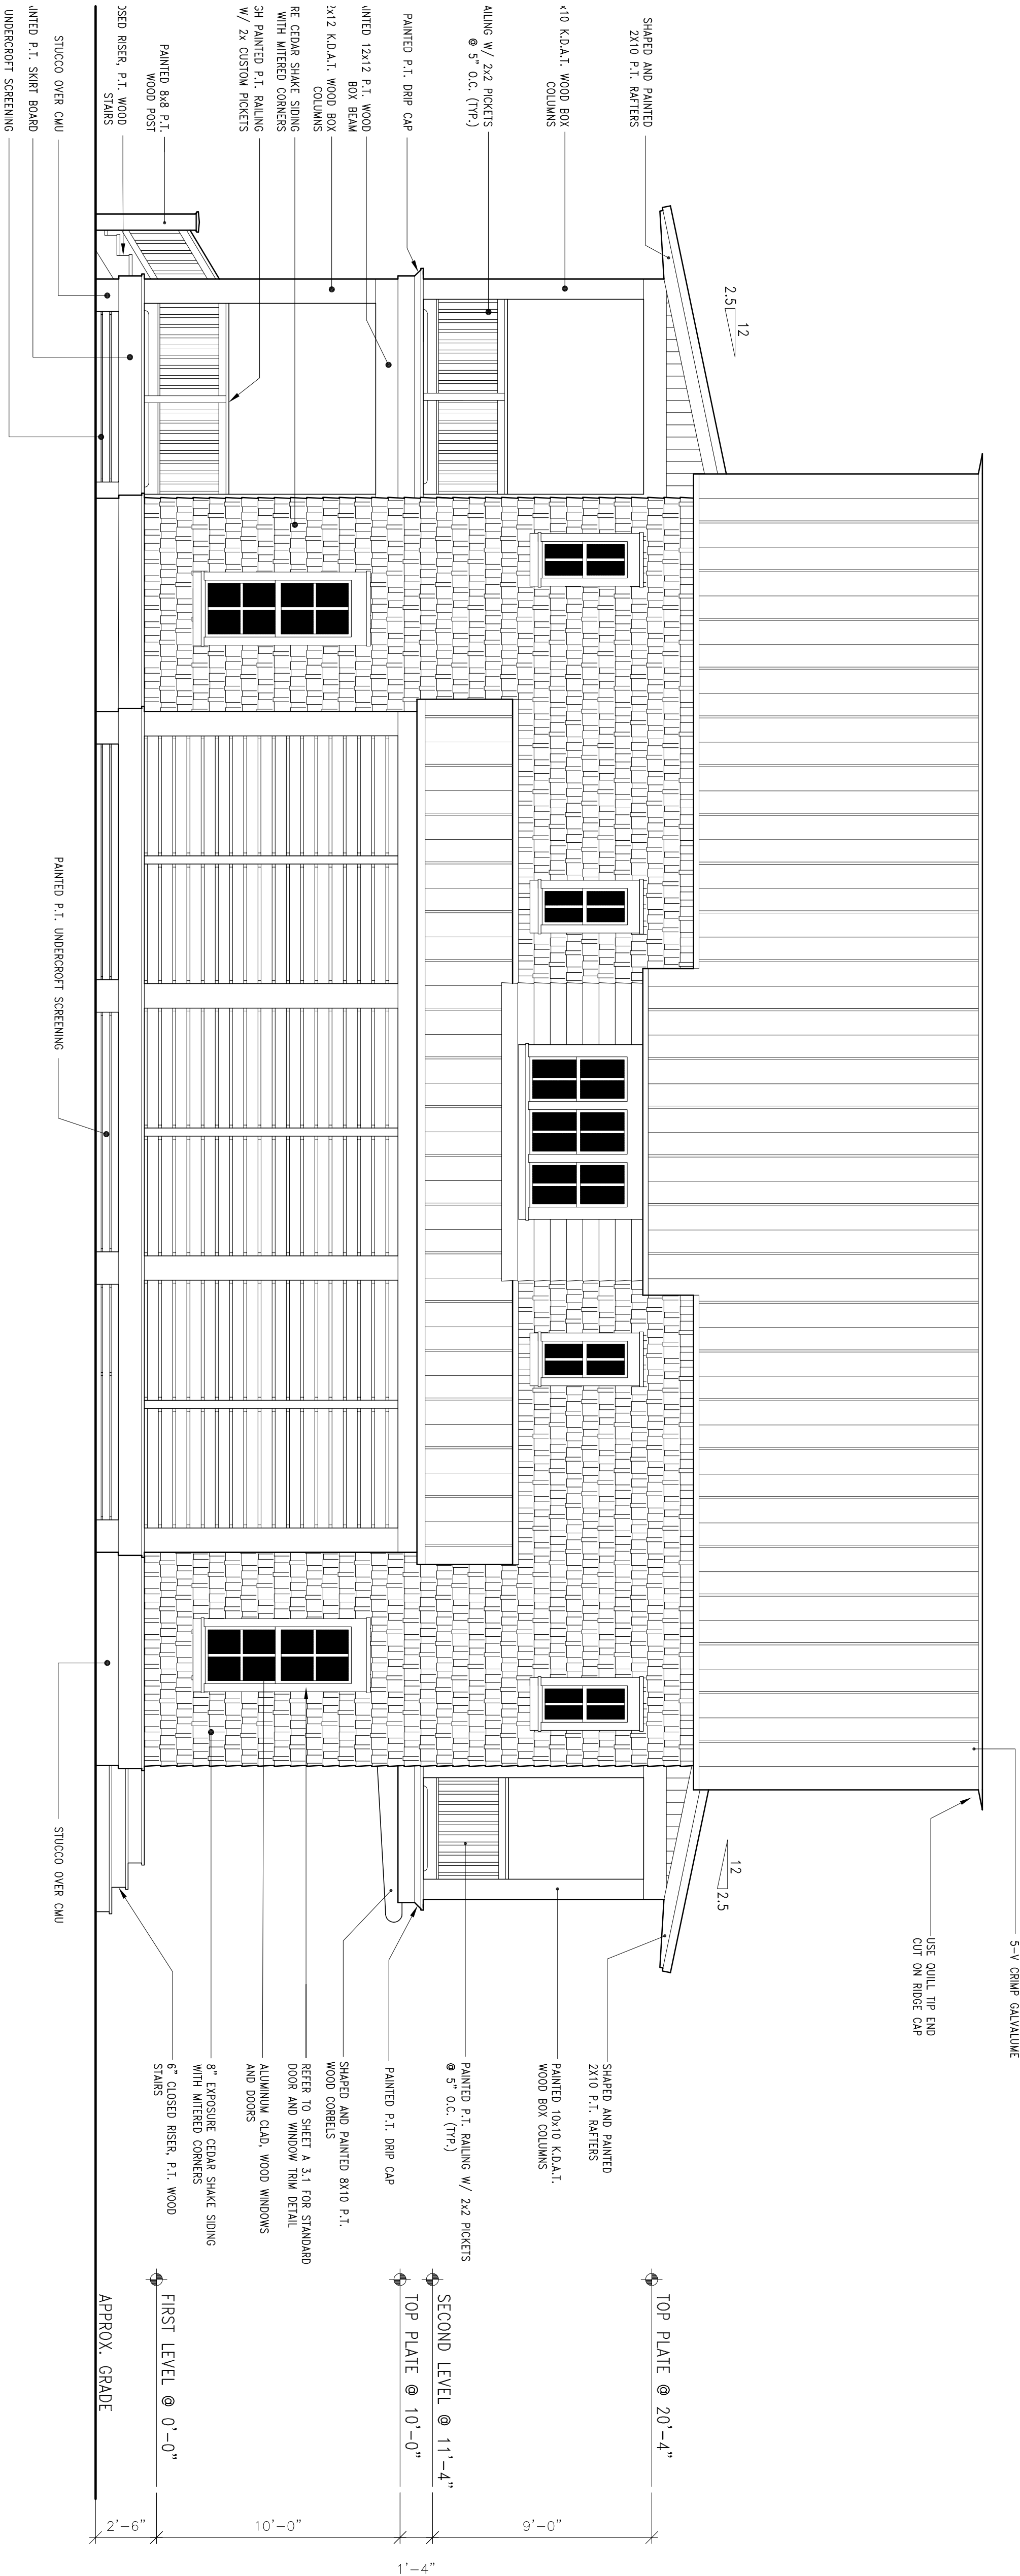 SHAPED AND PAINTED
2X10 P.T. RAFTERS
x10 K.D.A.T. WOOD BOX
COLUMNS
AILING W/ 2x2 PICKETS
@ 5" O.C. (TYP.)
PAINTED P.T. DRIP CAP
INTED 12x12 P.T. WOOD
BOX BEAM
2x12 K.D.A.T. WOOD BOX
COLUMNS
RE CEDAR SHAKE SIDING
WITH MITERED CORNERS
GH PAINTED P.T. RAILING
W/ 2x CUSTOM PICKETS
PAINTED 8x8 P.T.
WOOD POST
OSED RISER, P.T. WOOD
STAIRS
STUCCO OVER CMU
INTED P.T. SKIRT BOARD
UNDERCROFT SCREENING
12
2.5
PAINTED P.T. UNDERCROFT SCREENING
STUCCO OVER CMU
12
2.5
5-V CRIMP GALVALUME
USE QUILL TIP END
CUT ON RIDGE CAP
SHAPED AND PAINTED
2X10 P.T. RAFTERS
PAINTED 10x10 K.D.A.T.
WOOD BOX COLUMNS
PAINTED P.T. RAILING W/ 2x2 PICKETS
@ 5" O.C. (TYP.)
PAINTED P.T. DRIP CAP
SHAPED AND PAINTED 8X10 P.T.
WOOD CORBELS
REFER TO SHEET A 3.1 FOR STANDARD
DOOR AND WINDOW TRIM DETAIL
ALUMINUM CLAD, WOOD WINDOWS
AND DOORS
8" EXPOSURE CEDAR SHAKE SIDING
WITH MITERED CORNERS
6" CLOSED RISER, P.T. WOOD
STAIRS
TOP PLATE @ 20'-4"
SECOND LEVEL @ 11'-4"
TOP PLATE @ 10'-0"
FIRST LEVEL @ 0'-0"
APPROX. GRADE
9'-0"
1'-4"
10'-0"
2'-6"